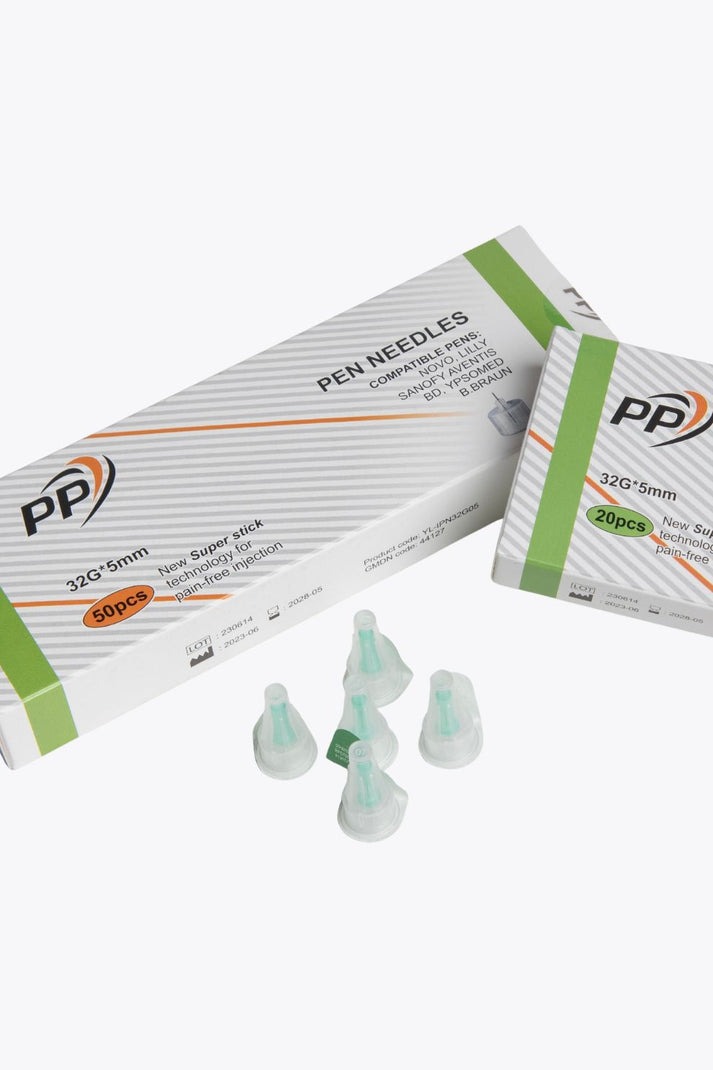 PEN NEEDLES
COMPATIBLE PENS:
NOVO. LILLY
SANOFY AVENTIS
BD. YPSOMED
B.BRAUN
PP
32G*5mm
50pcs
New Super stick
technology for
pain-free injection
Product code: YL-IPN32G05
GMDN code: 44127
LOT : 230614
: 2023-06
: 2028-05
PP
32G*5mm
20pcs
New
technology
pain-free
LOT : 230614
: 2023-06
: 2028-05